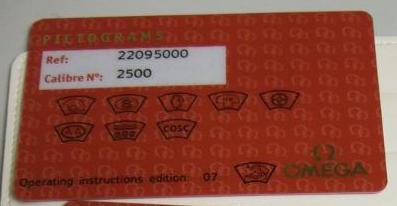 PICTOGRAMS
Ref: 22095000
Calibre N°: 2500
COSC
Operating instructions edition: 07
Ω
OMEGA